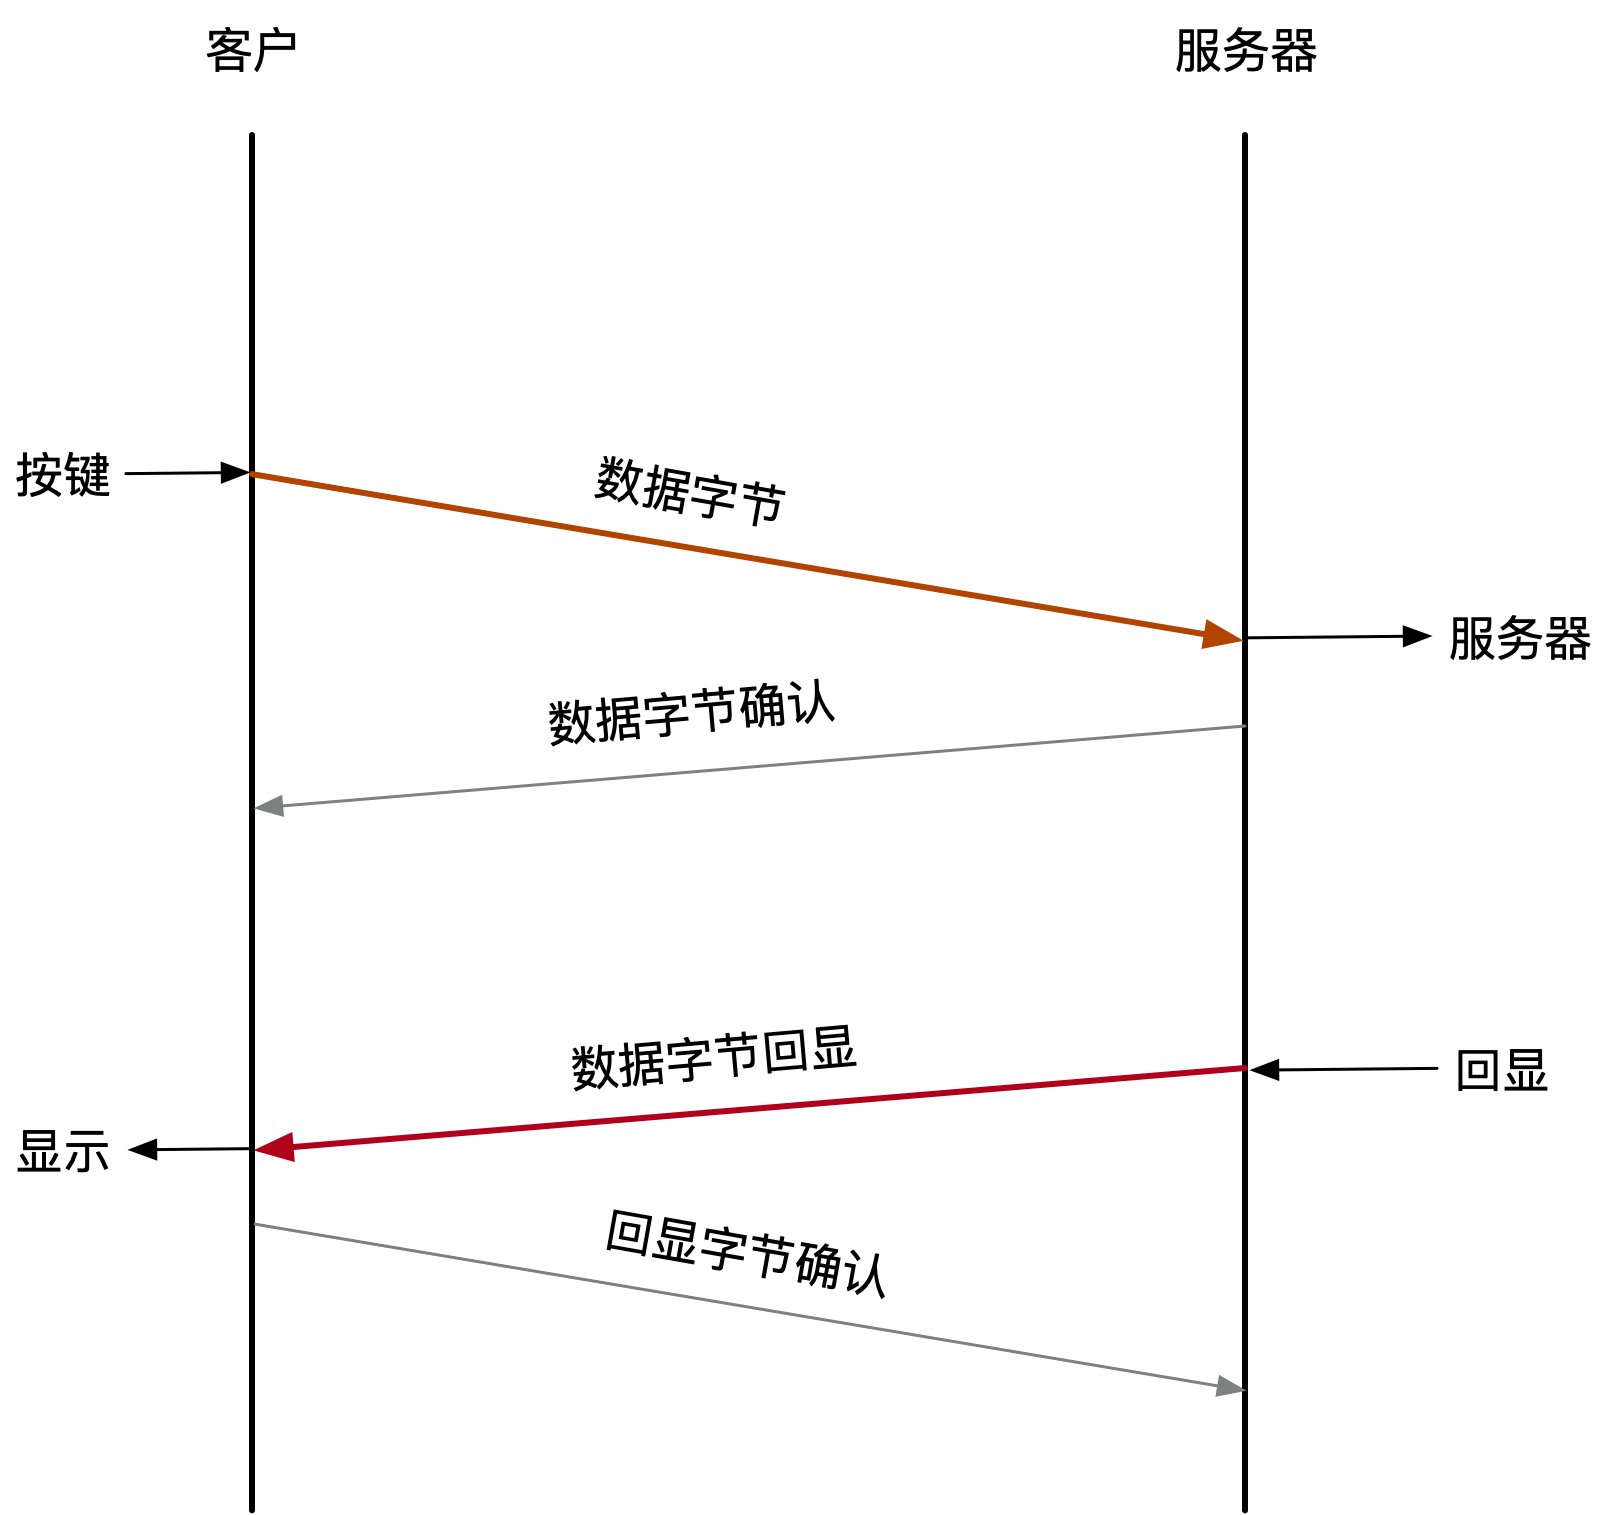 客户
服务器
按键
数据字节
服务器
数据字节确认
数据字节回显
回显
显示
回显字节确认